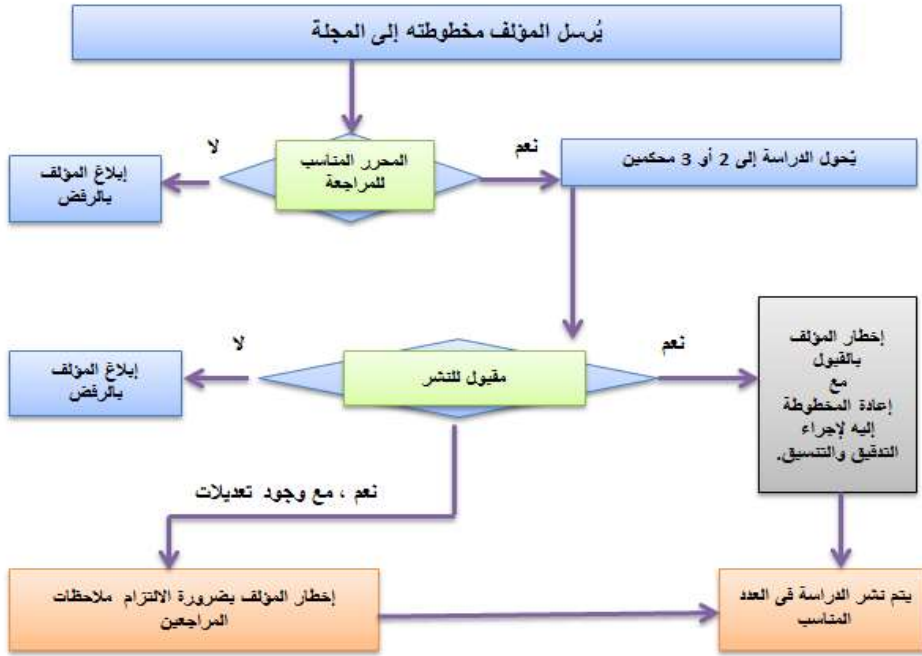 يُرسل المؤلف مخطوطته إلى المجلة
نعم
لا
المحرر المناسب
للمراجعة
يُحول الدراسة إلى 2 أو 3 محكمين
إبلاغ المؤلف
بالرفض
نعم
لا
مقبول للنشر
إخطار المؤلف
بالقبول
مع
إعادة المخطوطة
إليه لإجراء
التدقيق والتنسيق.
إبلاغ المؤلف
بالرفض
نعم ، مع وجود تعديلات
يتم نشر الدراسة فى العدد
المناسب
إخطار المؤلف بضرورة الالتزام ملاحظات
المراجعين